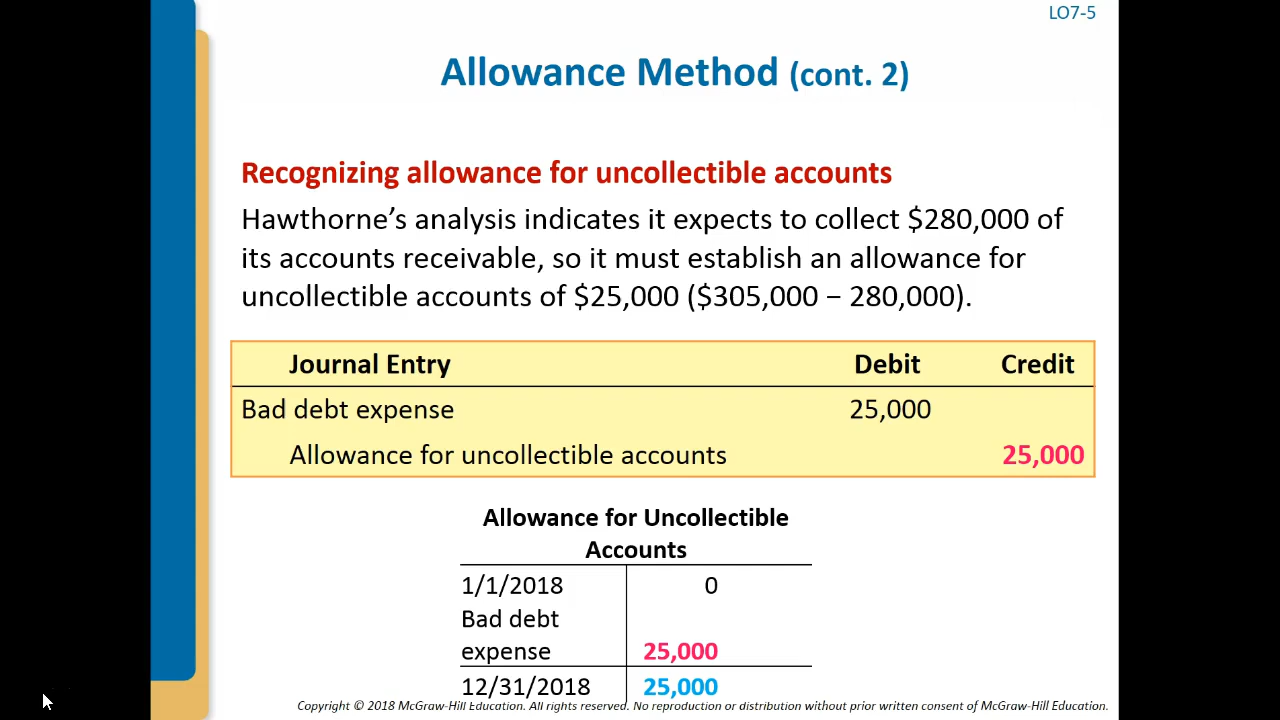 LO7-5
Allowance Method (cont. 2)
Recognizing allowance for uncollectible accounts
Hawthorne’s analysis indicates it expects to collect $280,000 of
its accounts receivable, so it must establish an allowance for
uncollectible accounts of $25,000 ($305,000 − 280,000).
Journal Entry Debit Credit
Bad debt expense 25,000
Allowance for uncollectible accounts 25,000
Allowance for Uncollectible
Accounts
1/1/2018 0
Bad debt
expense 25,000
12/31/2018 25,000
Copyright © 2018 McGraw-Hill Education. All rights reserved. No reproduction or distribution without prior written consent of McGraw-Hill Education.